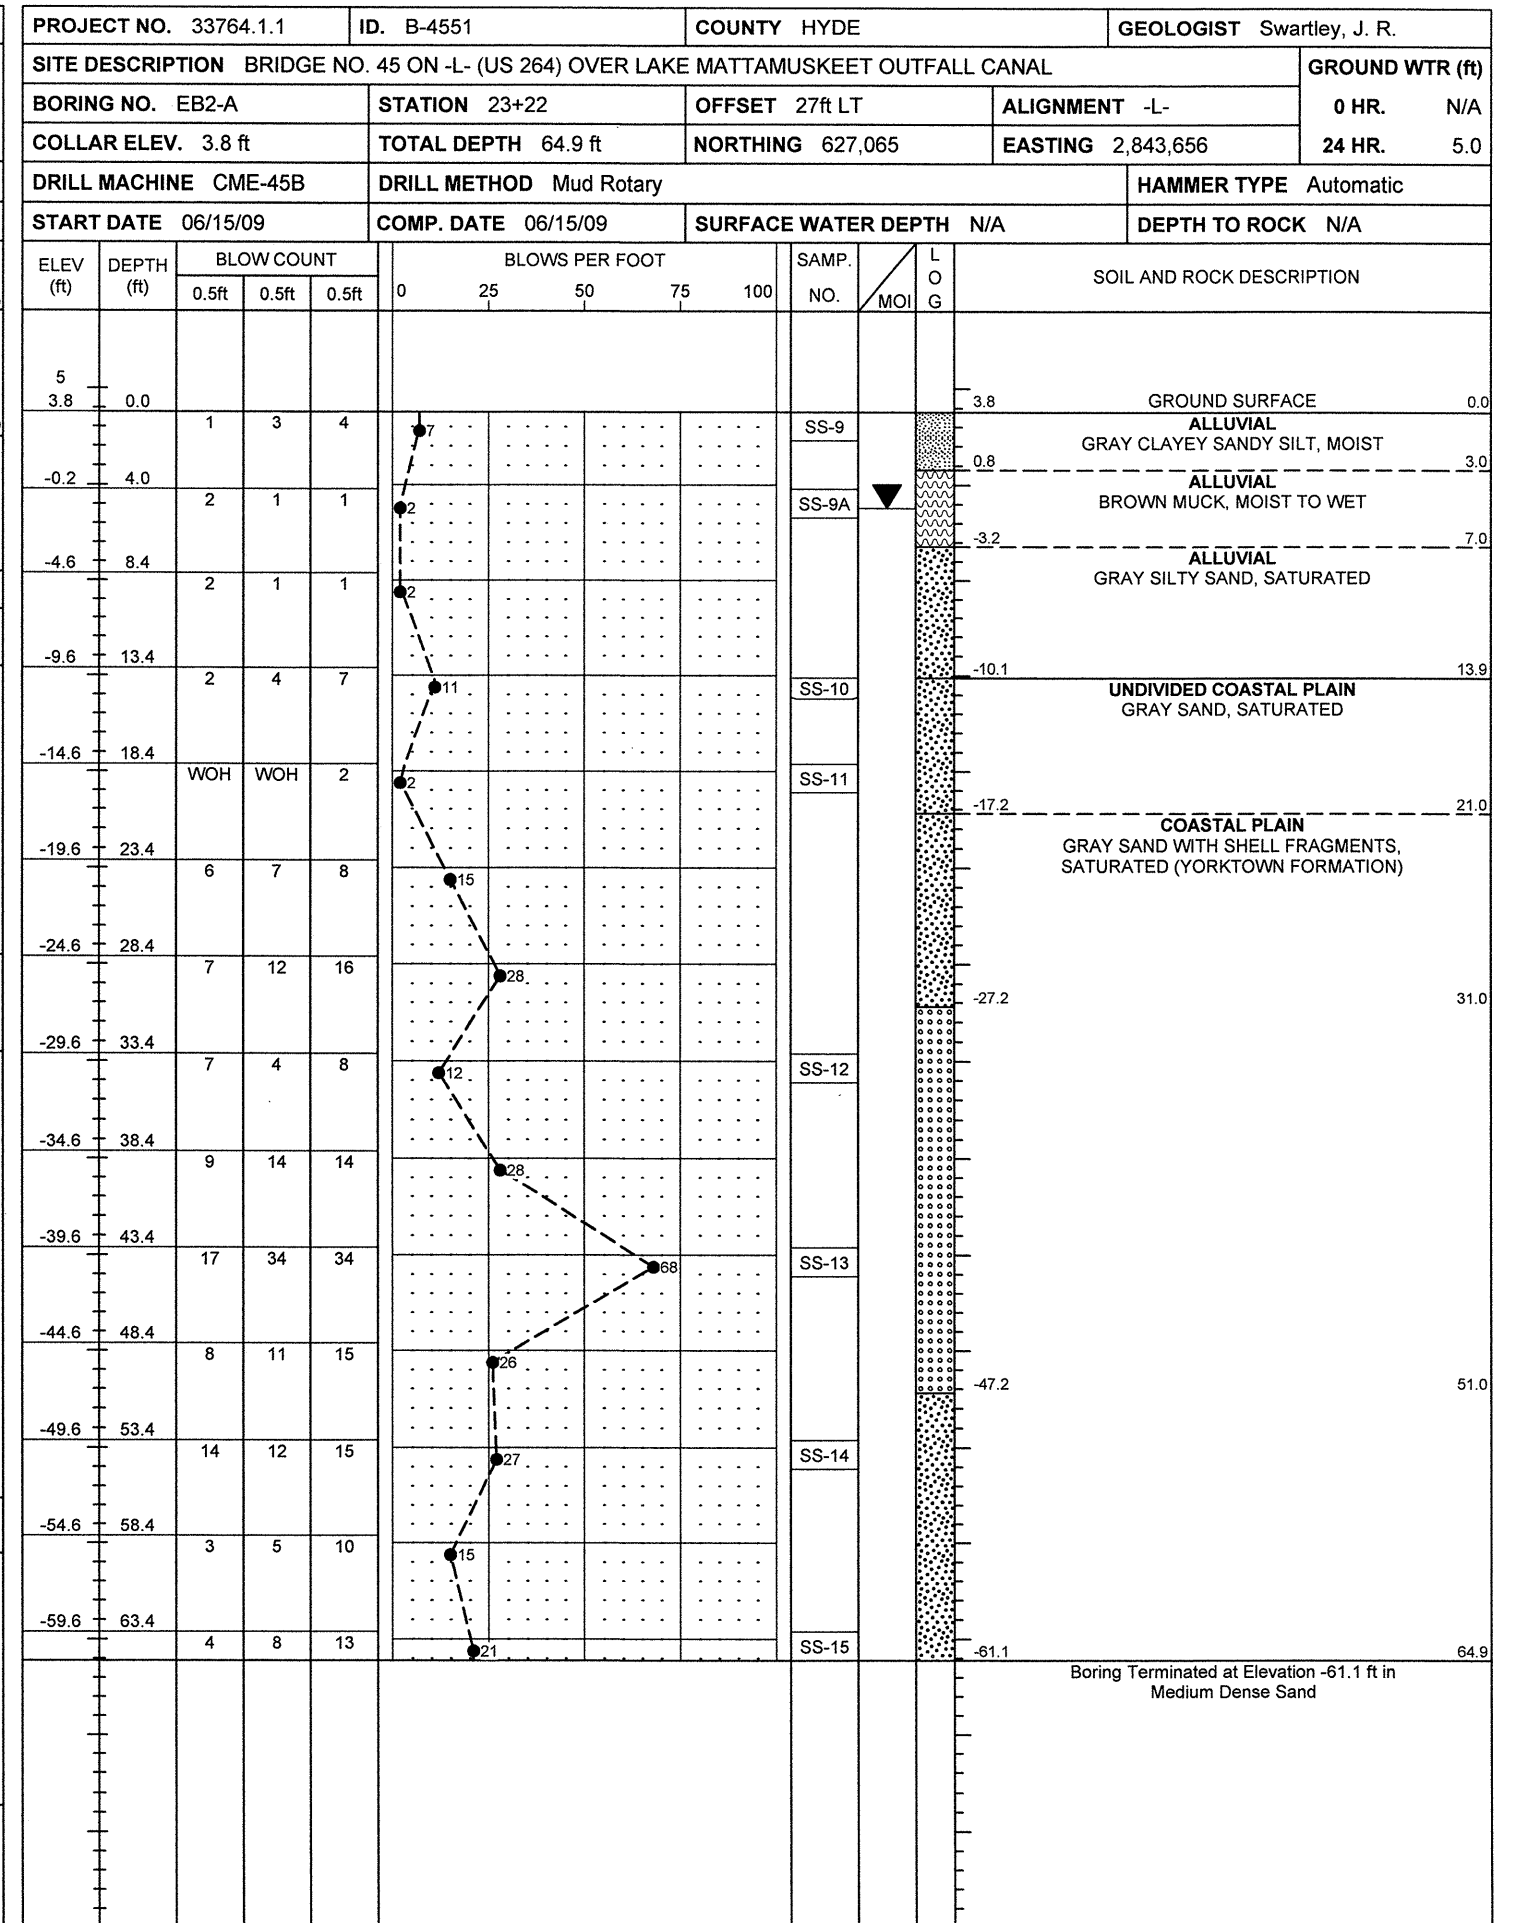 PROJECT NO. 33764.1.1 ID. B-4551 COUNTY HYDE GEOLOGIST Swartley, J. R.
SITE DESCRIPTION BRIDGE NO. 45 ON -L- (US 264) OVER LAKE MATTAMUSKEET OUTFALL CANAL GROUND WTR (ft)
BORING NO. EB2-A STATION 23+22 OFFSET 27ft LT ALIGNMENT -L- 0 HR. N/A
COLLAR ELEV. 3.8 ft TOTAL DEPTH 64.9 ft NORTHING 627,065 EASTING 2,843,656 24 HR. 5.0
DRILL MACHINE CME-45B DRILL METHOD Mud Rotary HAMMER TYPE Automatic
START DATE 06/15/09 COMP. DATE 06/15/09 SURFACE WATER DEPTH N/A DEPTH TO ROCK N/A
ELEV (ft) DEPTH (ft) BLOW COUNT BLOWS PER FOOT SAMP. NO. MOI LOG SOIL AND ROCK DESCRIPTION
0.5ft 0.5ft 0.5ft 0 25 50 75 100
5
3.8 0.0 3.8 GROUND SURFACE 0.0
1 3 4 7 SS-9 ALLUVIAL
GRAY CLAYEY SANDY SILT, MOIST
0.8 3.0
-0.2 4.0 ALLUVIAL
2 1 1 2 SS-9A BROWN MUCK, MOIST TO WET
-3.2 7.0
-4.6 8.4 ALLUVIAL
2 1 1 2 GRAY SILTY SAND, SATURATED
-9.6 13.4
-10.1 13.9
2 4 7 11 SS-10 UNDIVIDED COASTAL PLAIN
GRAY SAND, SATURATED
-14.6 18.4
WOH WOH 2 2 SS-11
-17.2 21.0
COASTAL PLAIN
-19.6 23.4 GRAY SAND WITH SHELL FRAGMENTS,
6 7 8 15 SATURATED (YORKTOWN FORMATION)
-24.6 28.4
7 12 16 28
-27.2 31.0
-29.6 33.4
7 4 8 12 SS-12
-34.6 38.4
9 14 14 28
-39.6 43.4
17 34 34 68 SS-13
-44.6 48.4
8 11 15 26
-47.2 51.0
-49.6 53.4
14 12 15 27 SS-14
-54.6 58.4
3 5 10 15
-59.6 63.4
4 8 13 21 SS-15
-61.1 64.9
Boring Terminated at Elevation -61.1 ft in
Medium Dense Sand